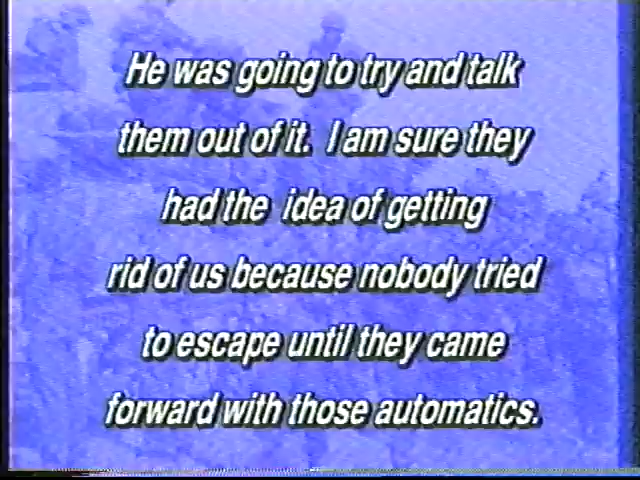 He was going to try and talk
them out of it. I am sure they
had the idea of getting
rid of us because nobody tried
to escape until they came
forward with those automatics.